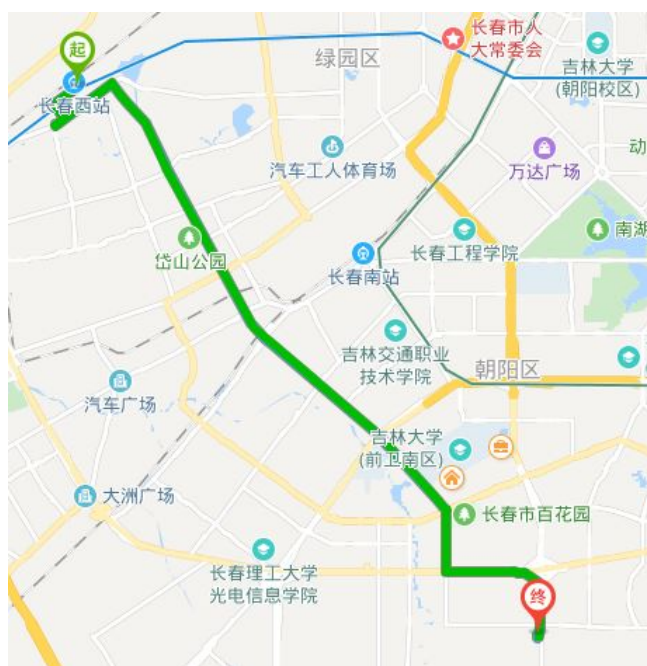 长春市人
大常委会
起
绿园区
吉林大学
(朝阳校区)
长春西站
汽车工人体育场
万达广场
动
岱山公园
长春工程学院
南湖
长春南站
吉林交通职业
技术学院
朝阳区
汽车广场
吉林大学
(前卫南区)
大洲广场
长春市百花园
长春理工大学
光电信息学院
终